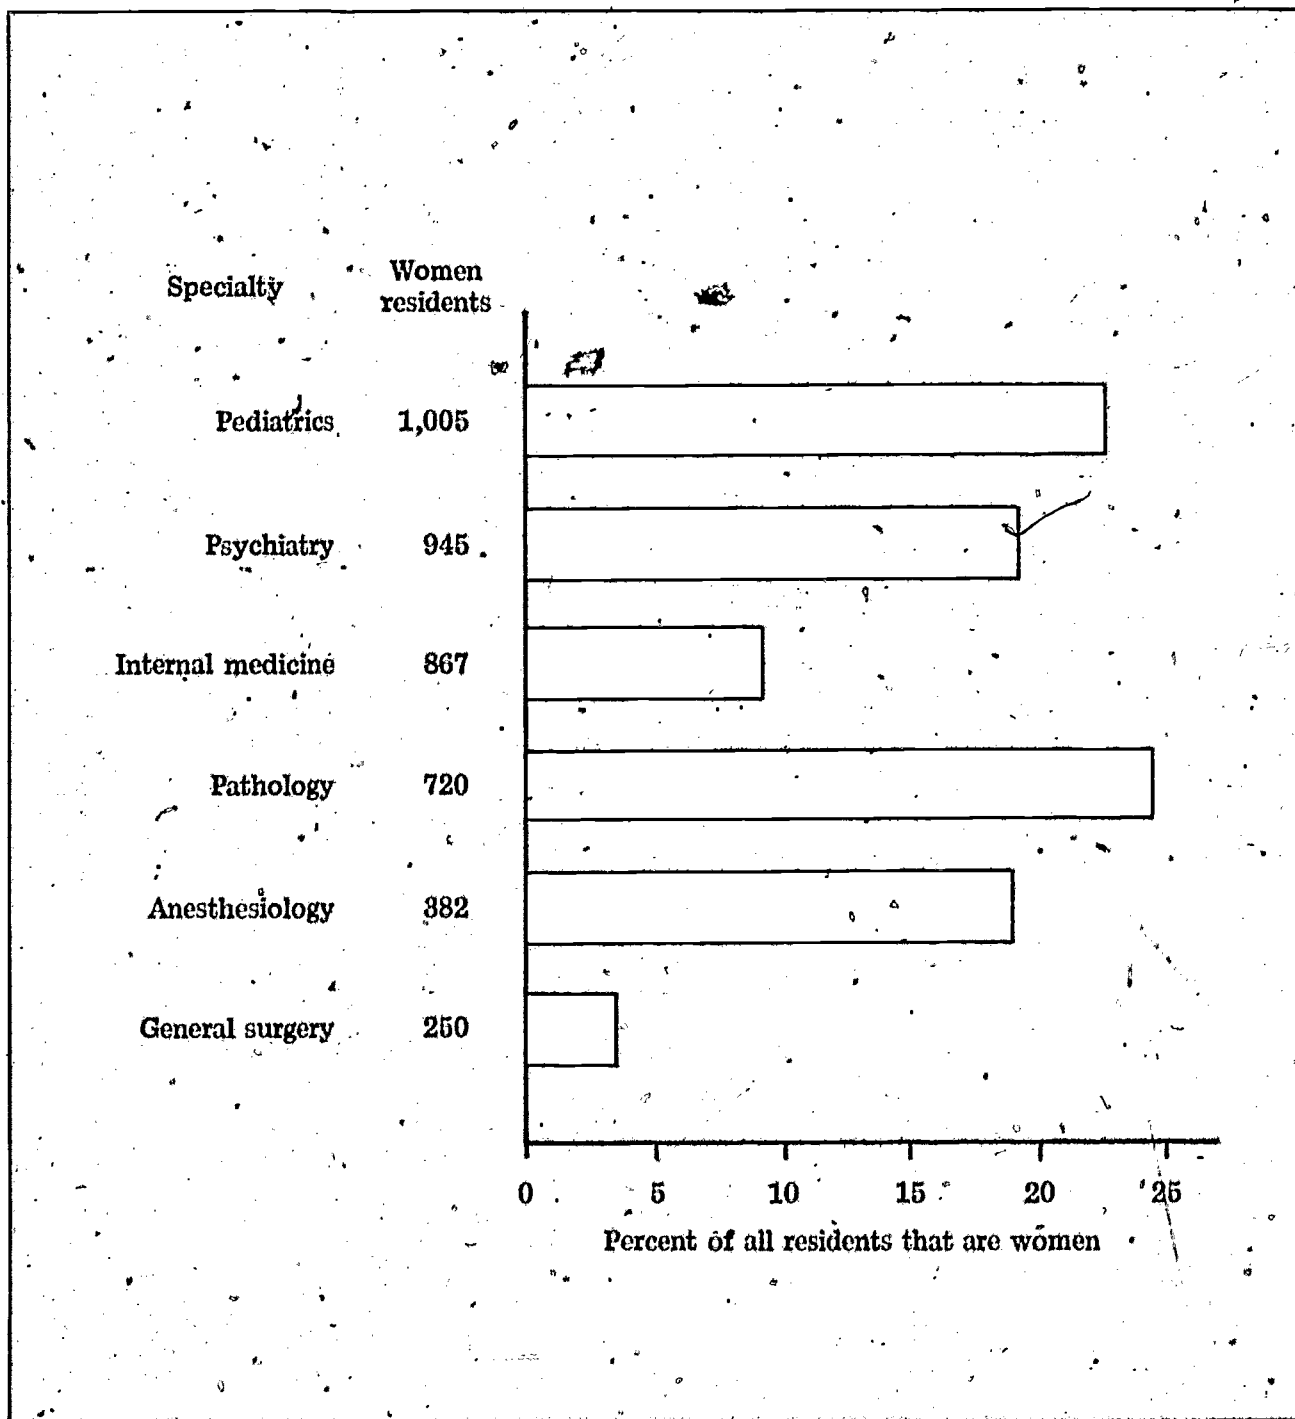 Specialty Women residents
Pediatrics 1,005
Psychiatry 945
Internal medicine 867
Pathology 720
Anesthesiology 382
General surgery 250
0 5 10 15 20 25
Percent of all residents that are women